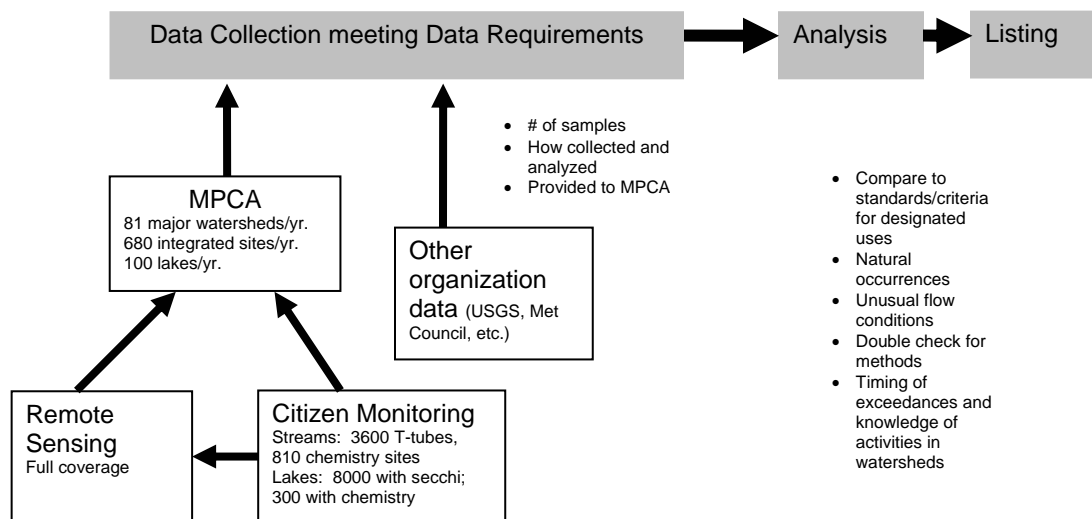 Data Collection meeting Data Requirements
Analysis
Listing
• # of samples
• How collected and
analyzed
• Provided to MPCA
MPCA
81 major watersheds/yr.
680 integrated sites/yr.
100 lakes/yr.
Other
organization
data (USGS, Met
Council, etc.)
• Compare to
standards/criteria
for designated
uses
• Natural
occurrences
• Unusual flow
conditions
• Double check for
methods
• Timing of
exceedances and
knowledge of
activities in
watersheds
Remote
Sensing
Full coverage
Citizen Monitoring
Streams: 3600 T-tubes,
810 chemistry sites
Lakes: 8000 with secchi;
300 with chemistry